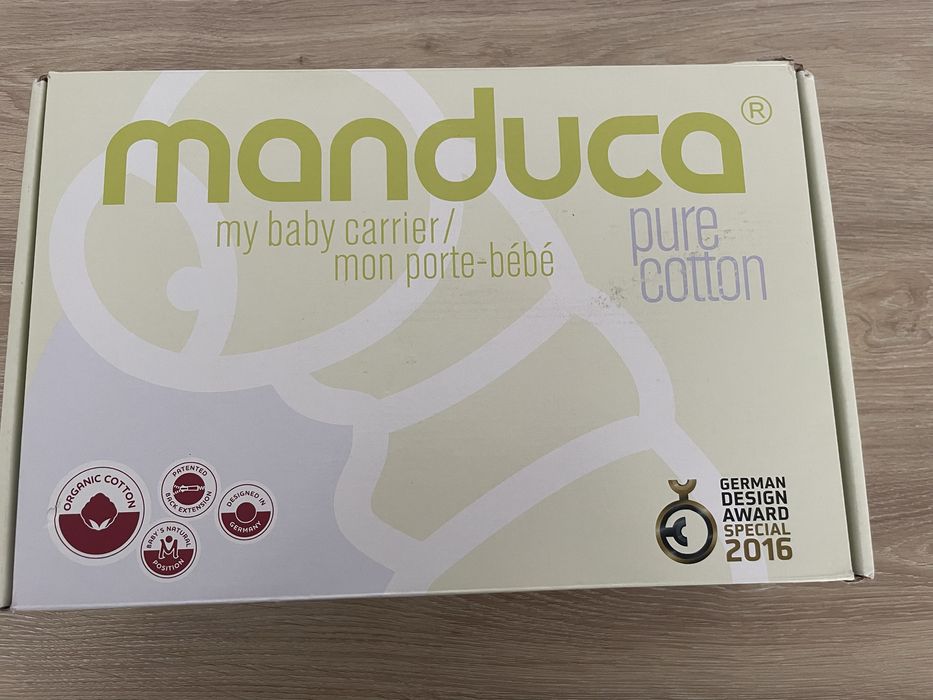 manduca®
my baby carrier/
mon porte-bébé
pure
cotton
ORGANIC COTTON
PATENTED
BACK EXTENSION
BABY'S NATURAL
POSITION
DESIGNED IN
GERMANY
GERMAN
DESIGN
AWARD
SPECIAL
2016